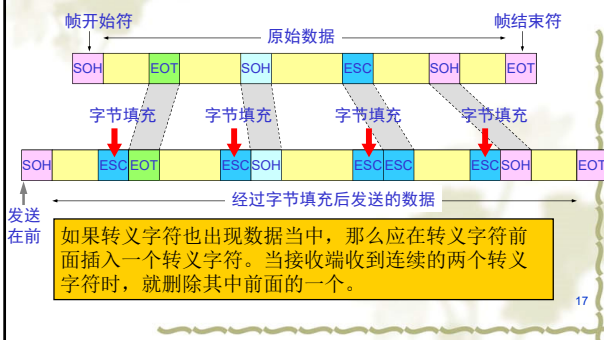 帧开始符
帧结束符
原始数据
SOH EOT SOH ESC SOH EOT
字节填充 字节填充 字节填充 字节填充
SOH ESC EOT ESC SOH ESC ESC ESC SOH EOT
经过字节填充后发送的数据
发送
在前
如果转义字符也出现数据当中，那么应在转义字符前
面插入一个转义字符。当接收端收到连续的两个转义
字符时，就删除其中前面的一个。
17